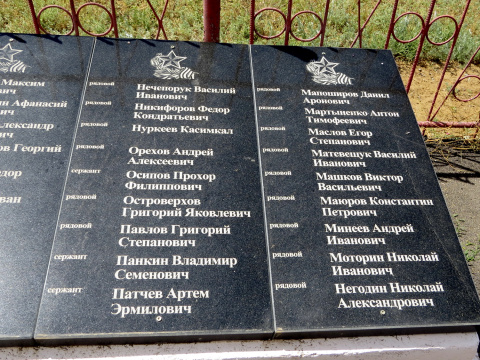 Максим
Афанасий
Георгий
рядовой Нечепорук Василий
Иванович
рядовой Никифоров Федор
Кондратьевич
рядовой Нуркеев Касимкал
рядовой Орехов Андрей
Алексеевич
сержант Осипов Прохор
Филиппович
рядовой Островерхов
Григорий Яковлевич
рядовой Павлов Григорий
Степанович
сержант Панкин Владимир
Семенович
сержант Патчев Артем
Эрмилович
рядовой Маноширов Данил
Аронович
рядовой Мартыненко Антон
Тимофеевич
рядовой Маслов Егор
Степанович
рядовой Матевещук Василий
Иванович
рядовой Машков Виктор
Васильевич
рядовой Маюров Константин
Петрович
рядовой Минеев Андрей
Иванович
рядовой Моторин Николай
Иванович
рядовой Негодин Николай
Александрович